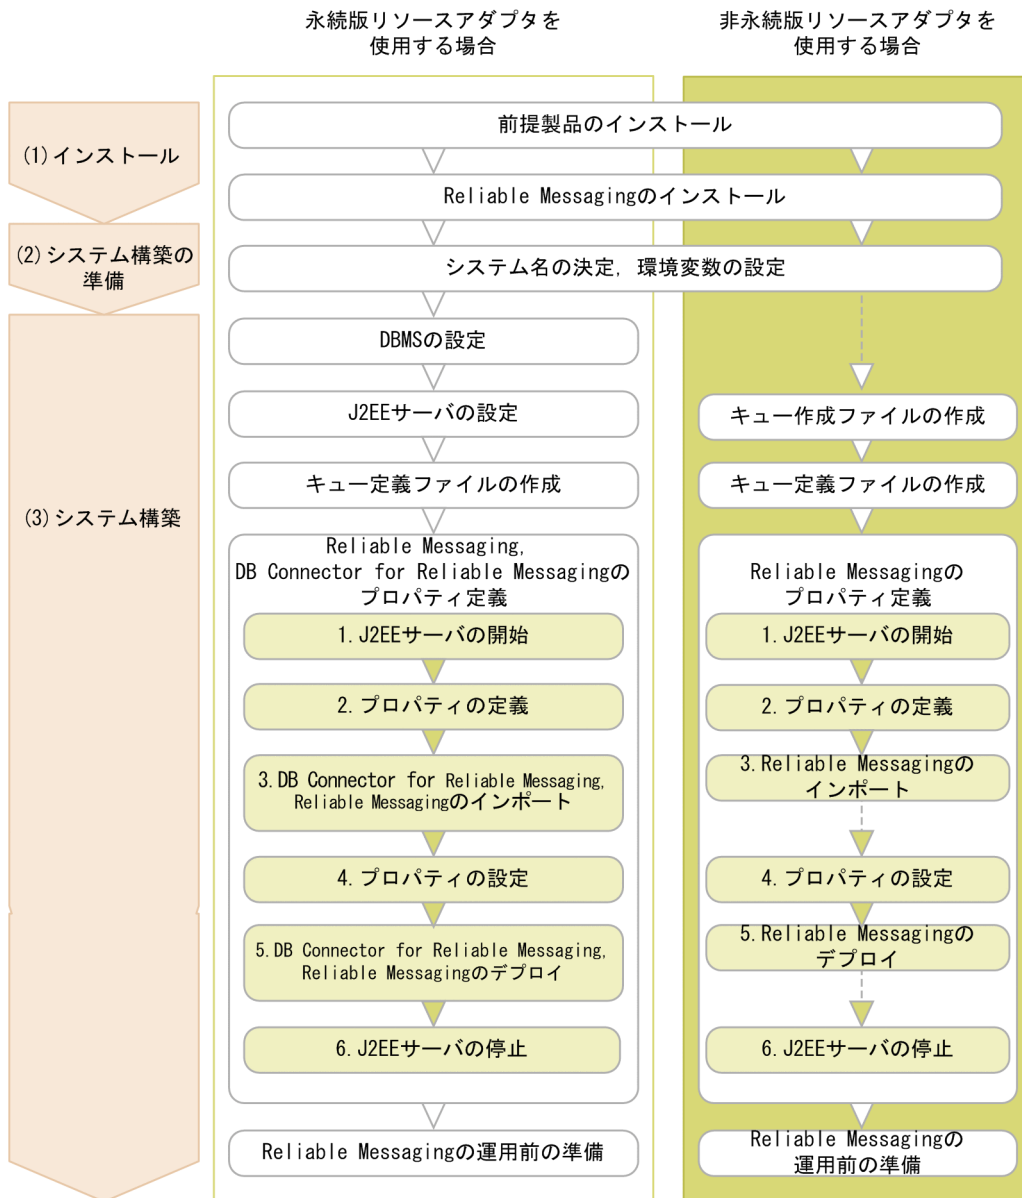 永続版リソースアダプタを
使用する場合
非永続版リソースアダプタを
使用する場合
(1)インストール
前提製品のインストール
Reliable Messagingのインストール
(2)システム構築の
準備
システム名の決定，環境変数の設定
(3)システム構築
DBMSの設定
J2EEサーバの設定
キュー定義ファイルの作成
Reliable Messaging,
DB Connector for Reliable Messagingの
プロパティ定義
1.J2EEサーバの開始
2.プロパティの定義
3.DB Connector for Reliable Messaging,
Reliable Messagingのインポート
4.プロパティの設定
5.DB Connector for Reliable Messaging,
Reliable Messagingのデプロイ
6.J2EEサーバの停止
Reliable Messagingの運用前の準備
キュー作成ファイルの作成
キュー定義ファイルの作成
Reliable Messagingの
プロパティ定義
1.J2EEサーバの開始
2.プロパティの定義
3.Reliable Messagingの
インポート
4.プロパティの設定
5.Reliable Messagingの
デプロイ
6.J2EEサーバの停止
Reliable Messagingの
運用前の準備